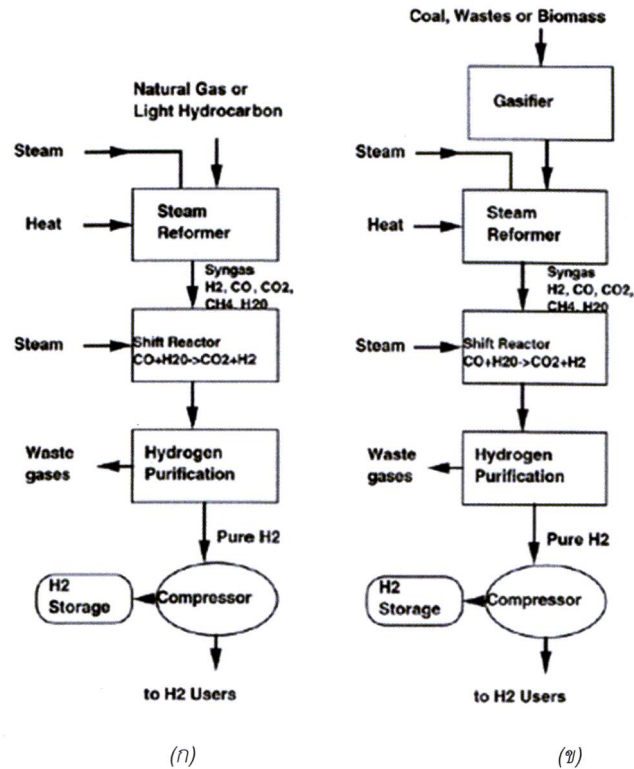 Natural Gas or
Light Hydrocarbon
Steam
Heat
Steam
Reformer
Syngas
H2, CO, CO2,
CH4, H20
Steam
Shift Reactor
CO+H20->CO2+H2
Waste
gases
Hydrogen
Purification
Pure H2
H2
Storage
Compressor
to H2 Users
(ก)
Coal, Wastes or Biomass
Gasifier
Steam
Heat
Steam
Reformer
Syngas
H2, CO, CO2,
CH4, H20
Steam
Shift Reactor
CO+H20->CO2+H2
Waste
gases
Hydrogen
Purification
Pure H2
H2
Storage
Compressor
to H2 Users
(ข)